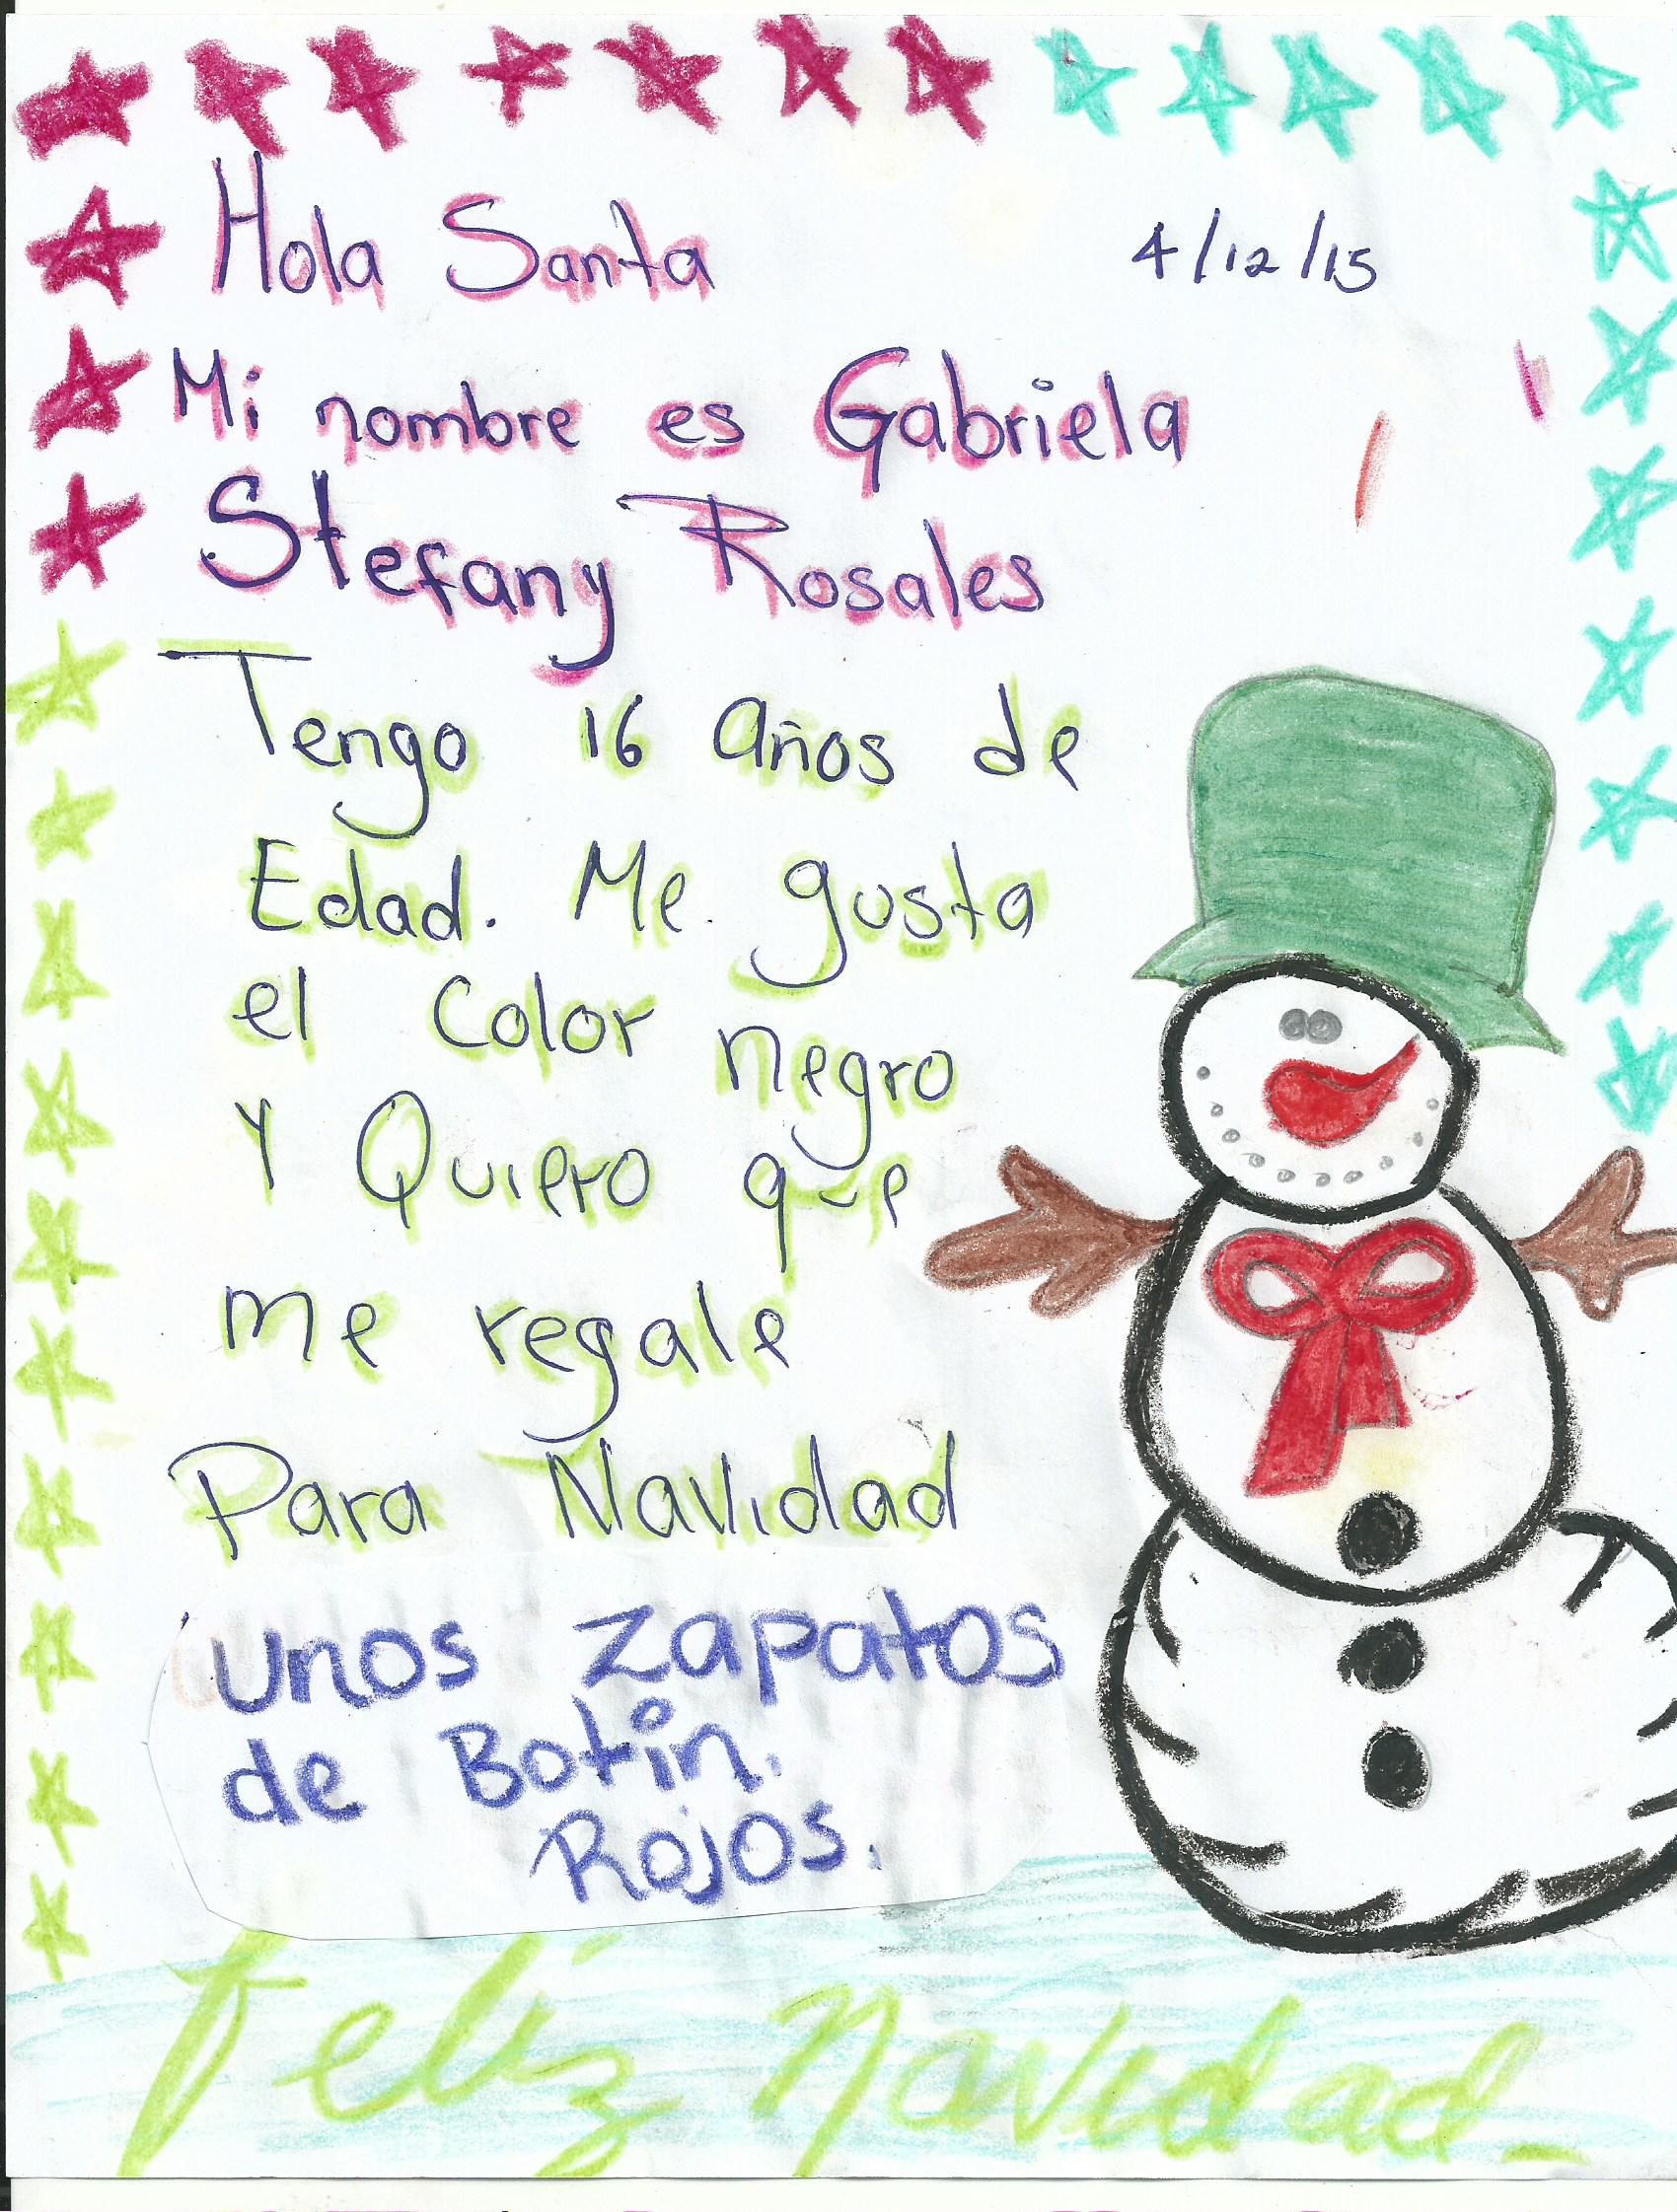 Hola Santa 4/12/15
Mi nombre es Gabriela
Stefany Rosales
Tengo 16 años de
Edad. Me gusta
el Color negro
Y Quiero que
me regale
Para Navidad
unos zapatos
de Botin.
Rojos.
Feliz Navidad